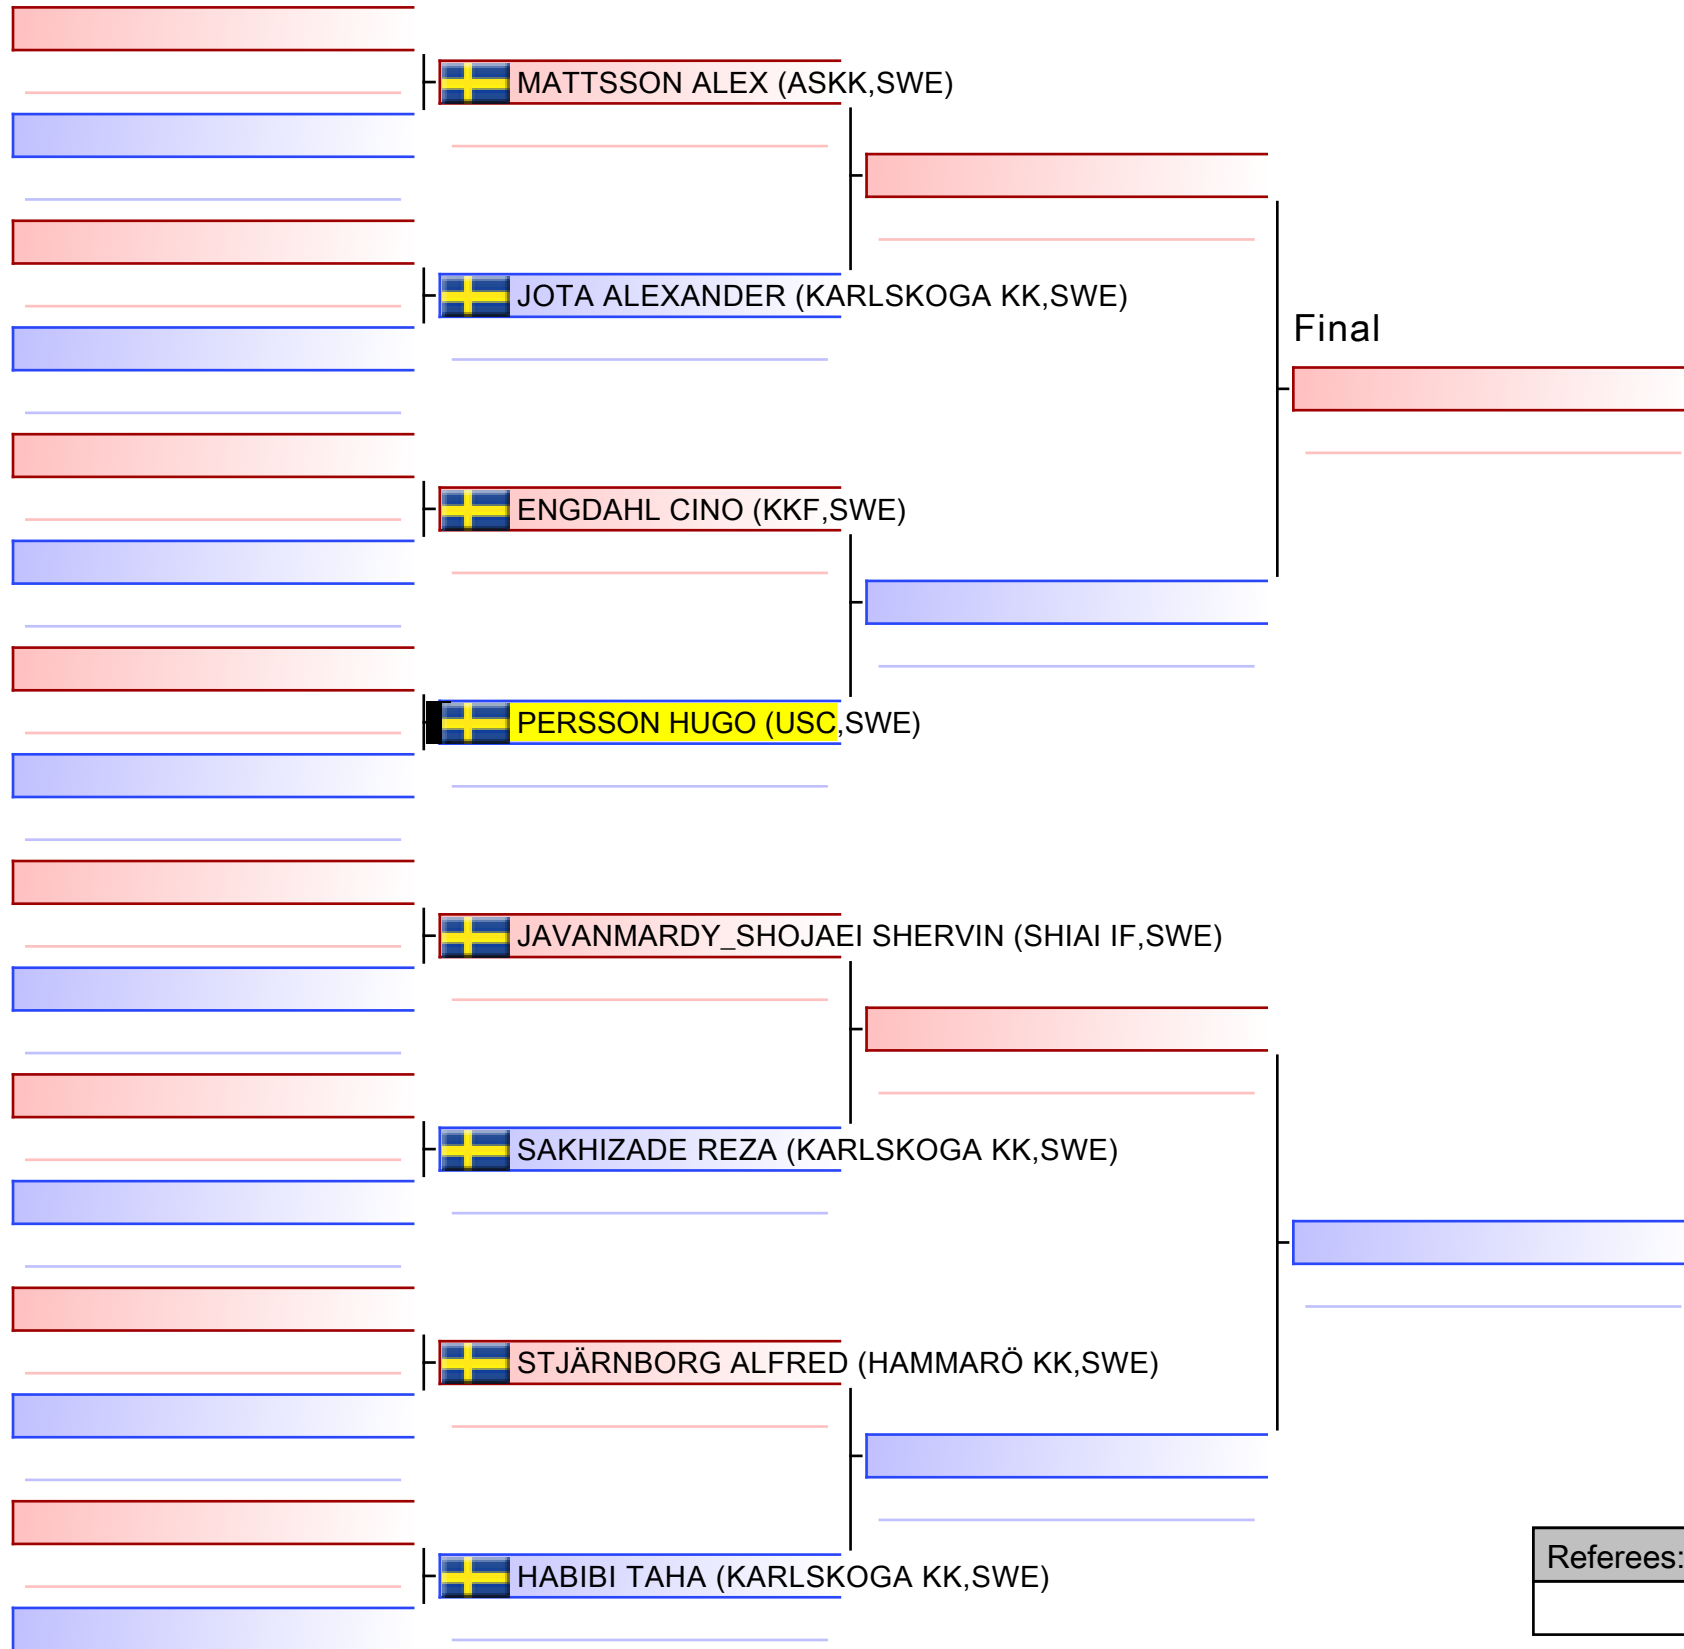 MATTSSON ALEX (ASKK,SWE)
JOTA ALEXANDER (KARLSKOGA KK,SWE)
Final
ENGDAHL CINO (KKF,SWE)
PERSSON HUGO (USC,SWE)
JAVANMARDY_SHOJAEI SHERVIN (SHIAI IF,SWE)
SAKHIZADE REZA (KARLSKOGA KK,SWE)
STJÄRNBORG ALFRED (HAMMARÖ KK,SWE)
HABIBI TAHA (KARLSKOGA KK,SWE)
Referees: